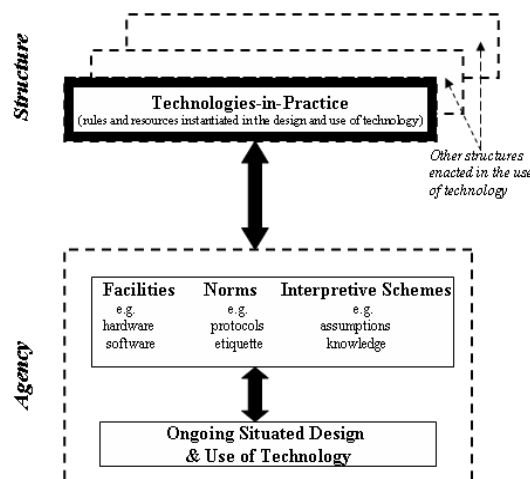 Structure
Technologies-in-Practice
(rules and resources instantiated in the design and use of technology)
Other structures
enacted in the use
of technology
Agency
Facilities Norms Interpretive Schemes
e.g. e.g. e.g.
hardware protocols assumptions
software etiquette knowledge
Ongoing Situated Design
& Use of Technology